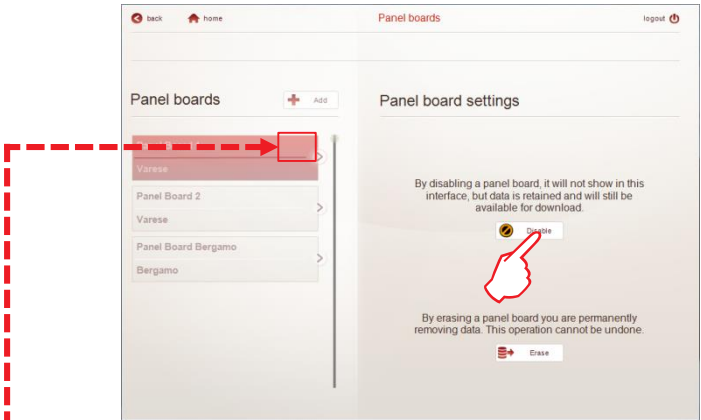 back
home
Panel boards
logout
Panel boards
Add
Panel board settings
Varese
Panel Board 2
Varese
Panel Board Bergamo
Bergamo
By disabling a panel board, it will not show in this
interface, but data is retained and will still be
available for download.
Disable
By erasing a panel board you are permanently
removing data. This operation cannot be undone.
Erase